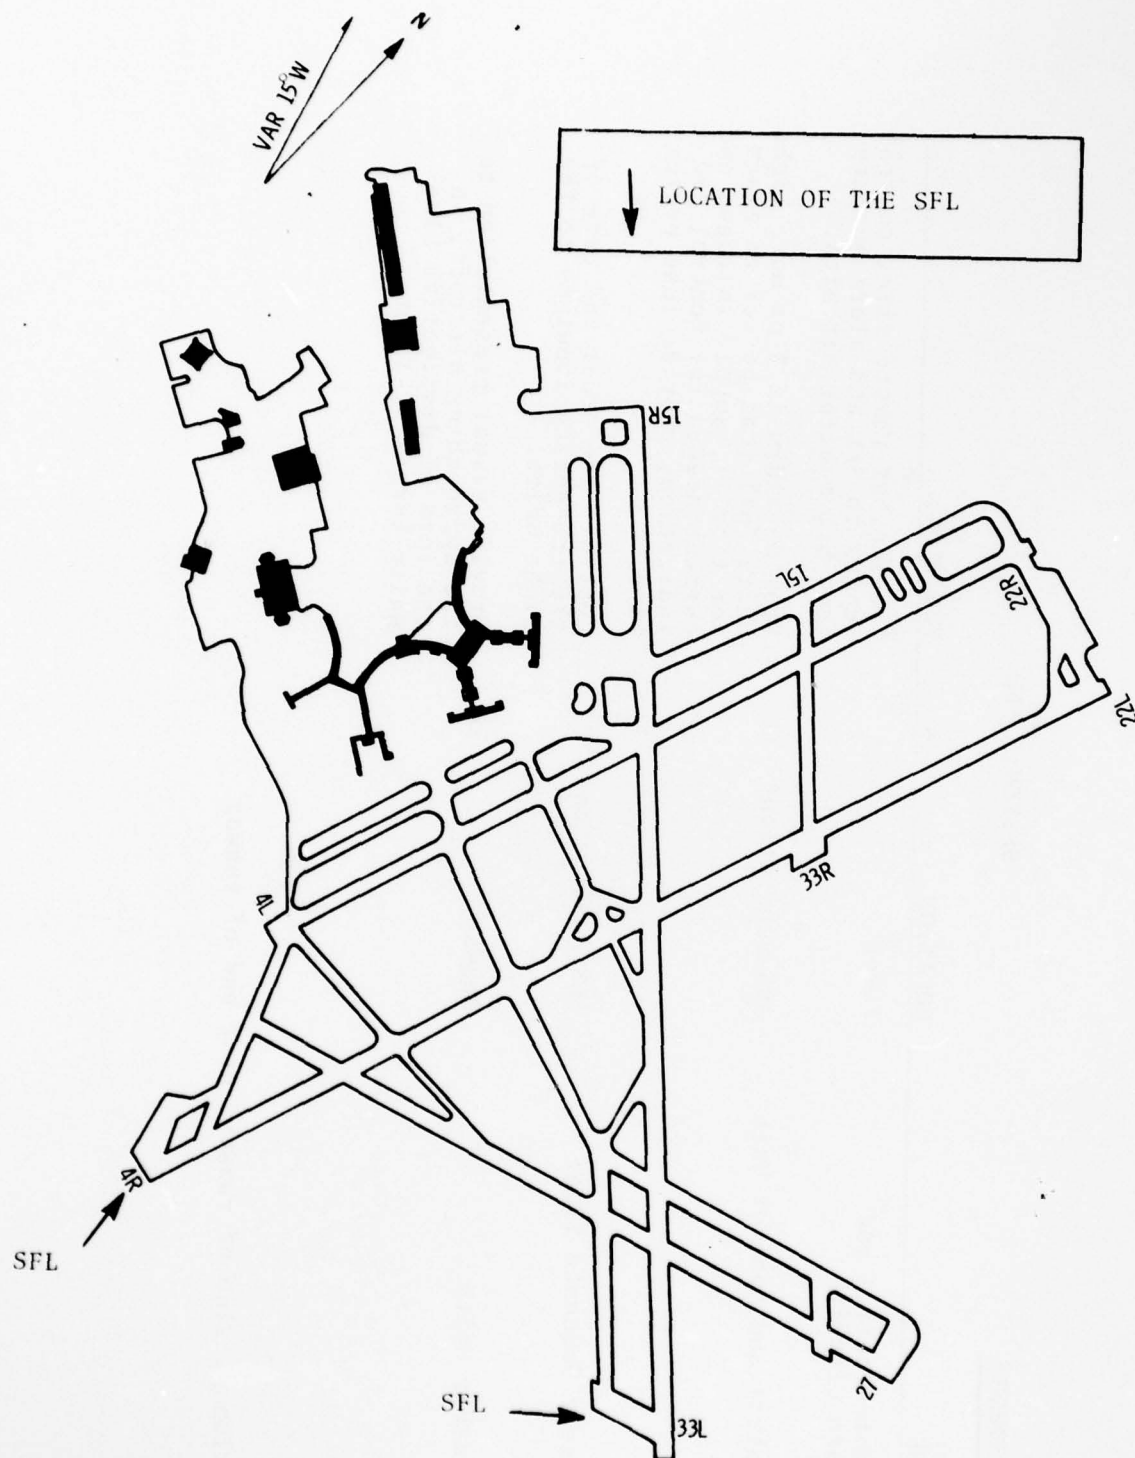 N
VAR 15°W
LOCATION OF THE SFL
15R
15L
22R
22L
33R
4L
4R
SFL
27
SFL
33L